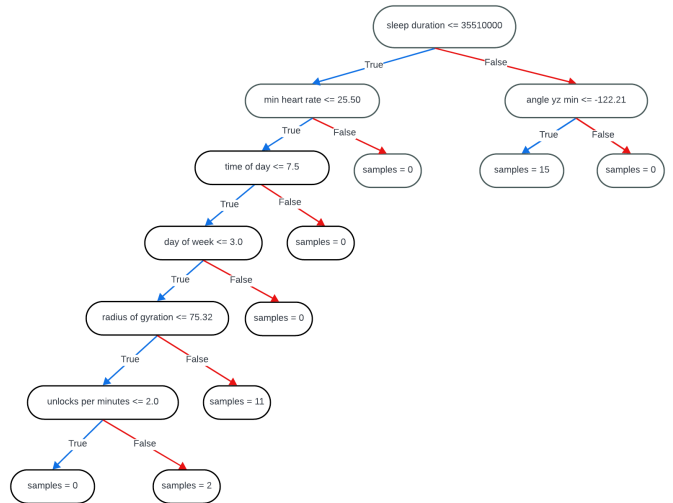 sleep duration <= 35510000
True
False
min heart rate <= 25.50
angle yz min <= -122.21
True
False
True
False
time of day <= 7.5
samples = 0
samples = 15
samples = 0
True
False
day of week <= 3.0
samples = 0
True
False
radius of gyration <= 75.32
samples = 0
True
False
unlocks per minutes <= 2.0
samples = 11
True
False
samples = 0
samples = 2